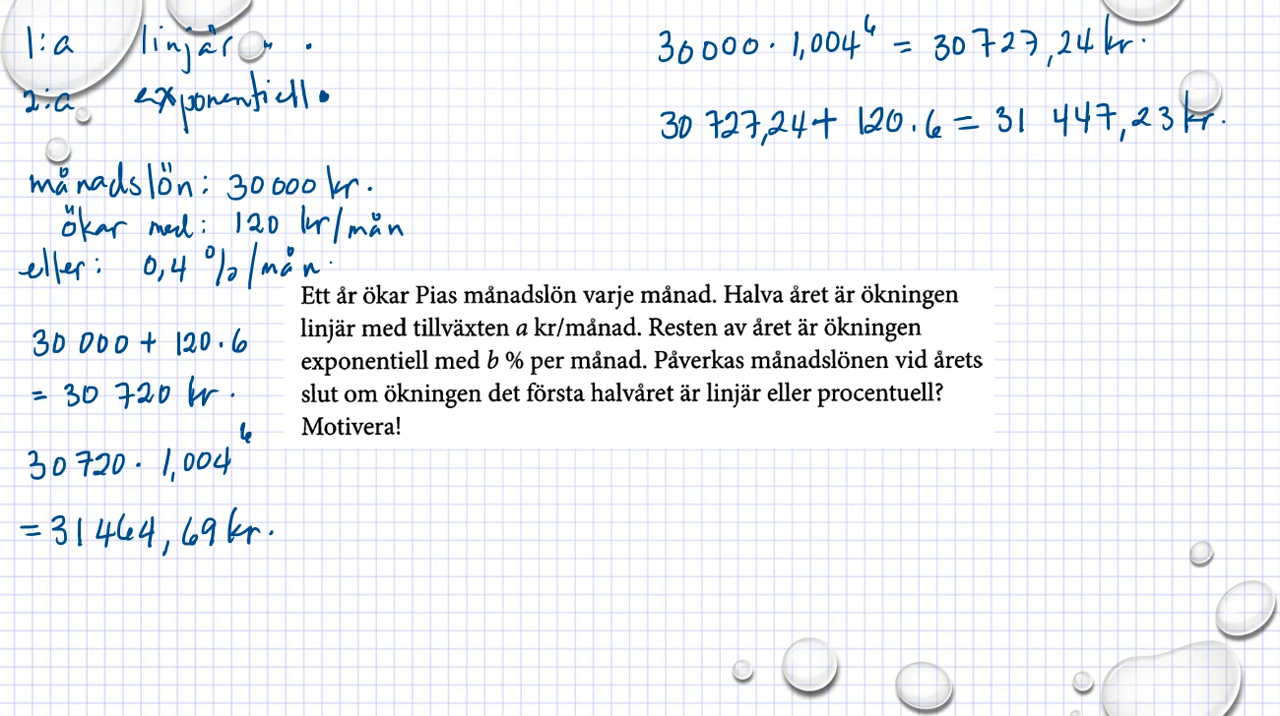 1:a linjär.
2:a exponentiell.
månadslön: 30 000 kr.
ökar med: 120 kr/mån
eller: 0,4 %/mån.
30 000 + 120·6
= 30 720 kr.
30 720 · 1,004⁶
= 31 464,69 kr.
Ett år ökar Pias månadslön varje månad. Halva året är ökningen
linjär med tillväxten a kr/månad. Resten av året är ökningen
exponentiell med b % per månad. Påverkas månadslönen vid årets
slut om ökningen det första halvåret är linjär eller procentuell?
Motivera!
30 000 · 1,004⁶ = 30 727,24 kr.
30 727,24 + 120·6 = 31 447,23 kr.